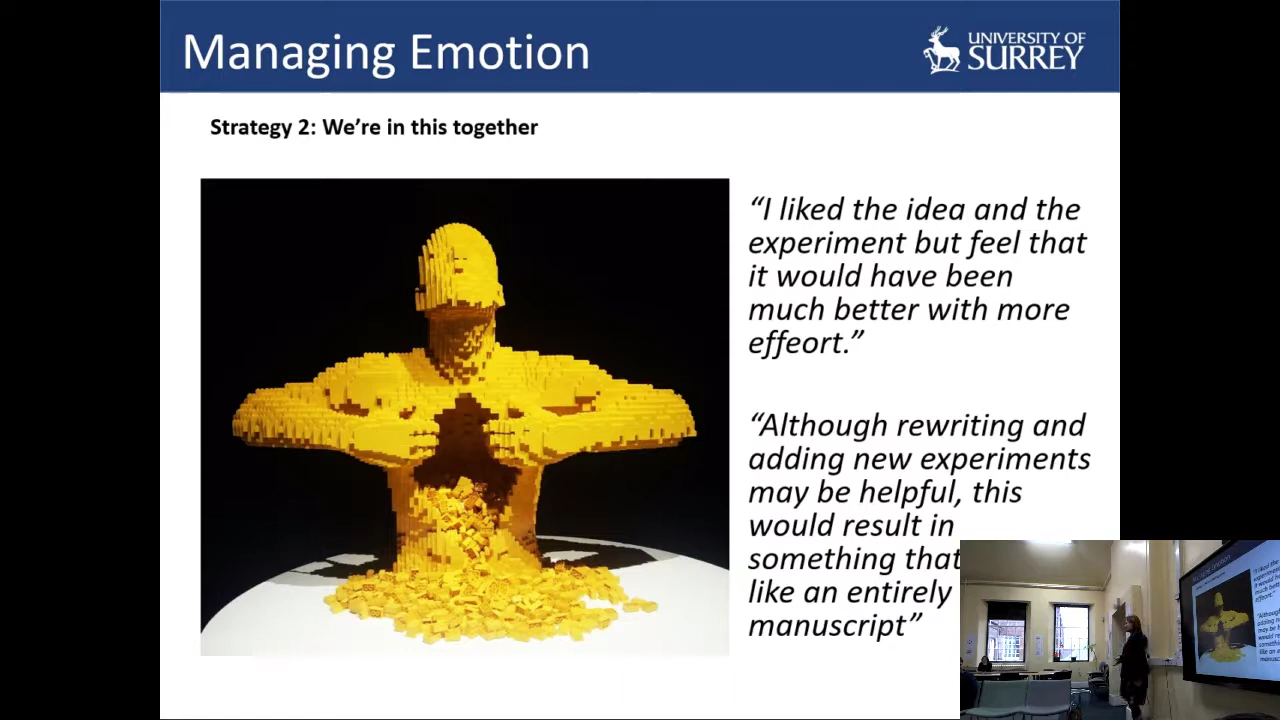 Managing Emotion
UNIVERSITY OF
SURREY
Strategy 2: We're in this together
“I liked the idea and the
experiment but feel that
it would have been
much better with more
effeort.”
“Although rewriting and
adding new experiments
may be helpful, this
would result in
something that
like an entirely
manuscript”